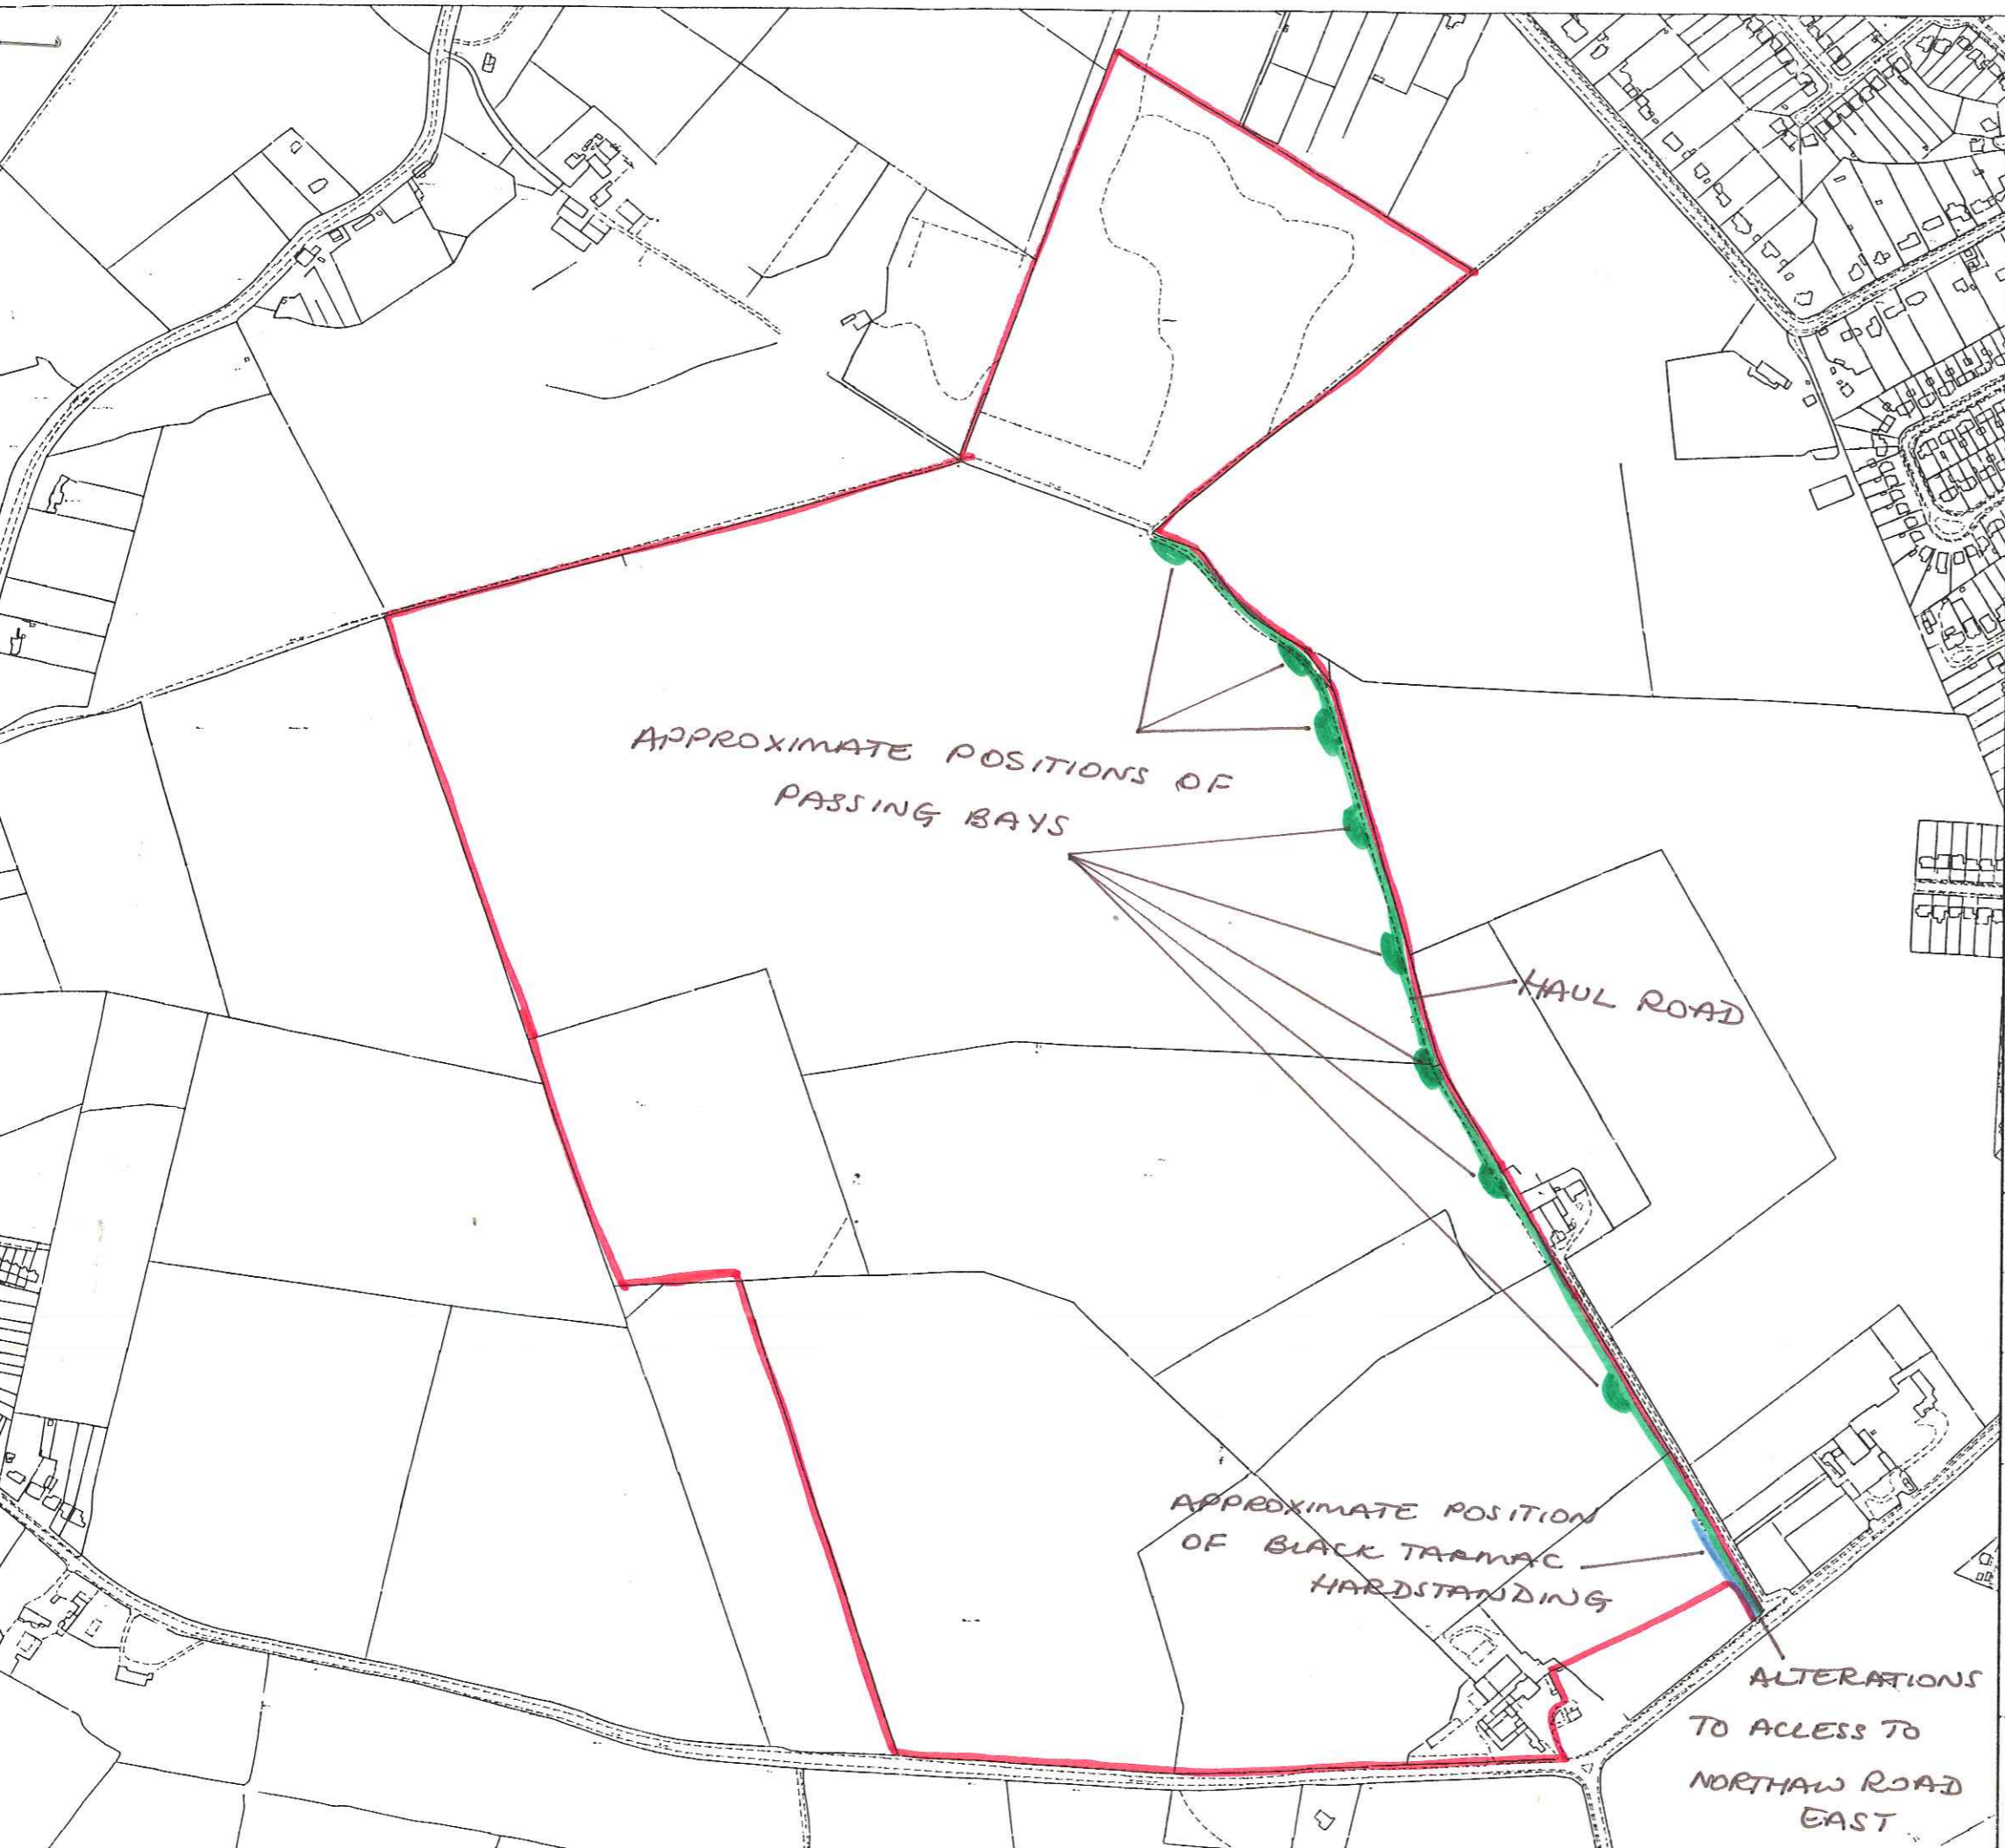 APPROXIMATE POSITIONS OF
PASSING BAYS
HAUL ROAD
APPROXIMATE POSITION
OF BLACK TARMAC
HARDSTANDING
ALTERATIONS
TO ACCESS TO
NORTHAW ROAD
EAST